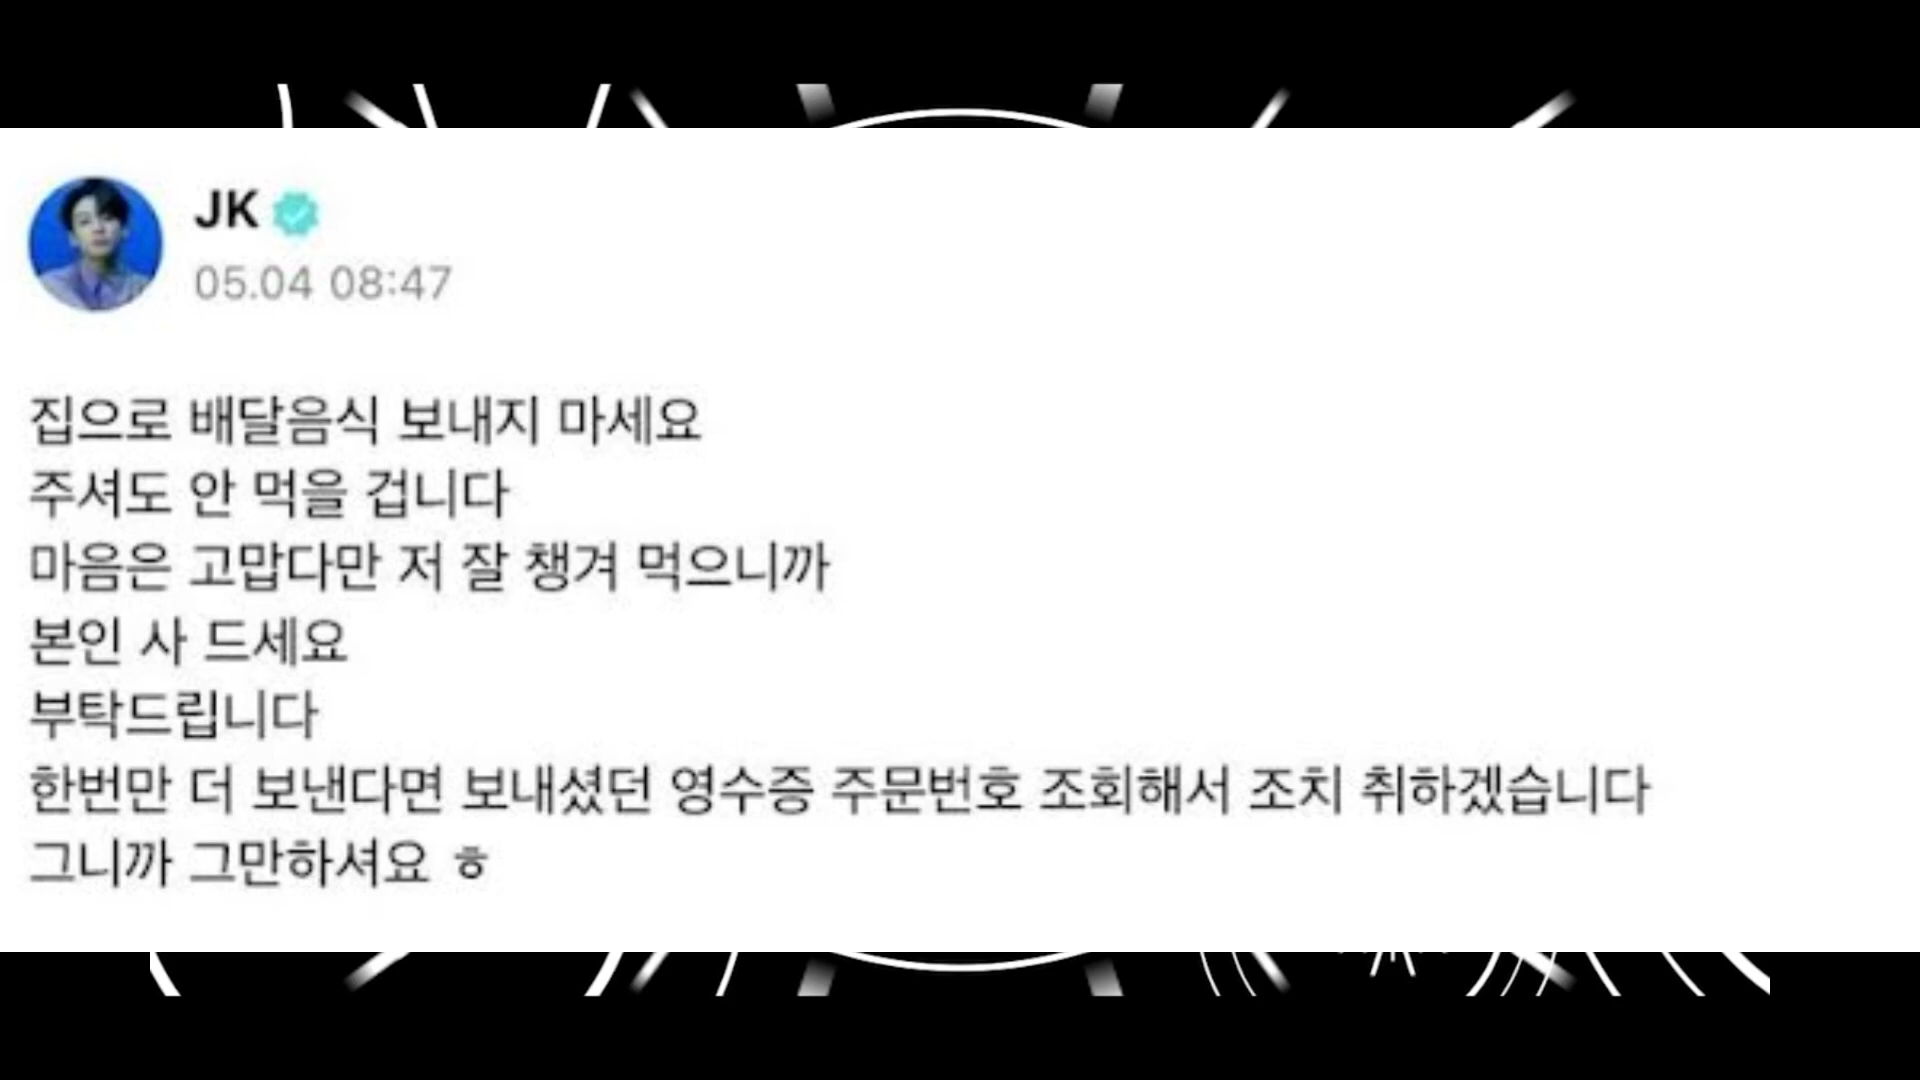 JK
05.04 08:47
집으로 배달음식 보내지 마세요
주셔도 안 먹을 겁니다
마음은 고맙다만 저 잘 챙겨 먹으니까
본인 사 드세요
부탁드립니다
한번만 더 보낸다면 보내셨던 영수증 주문번호 조회해서 조치 취하겠습니다
그니까 그만하셔요 ㅎ